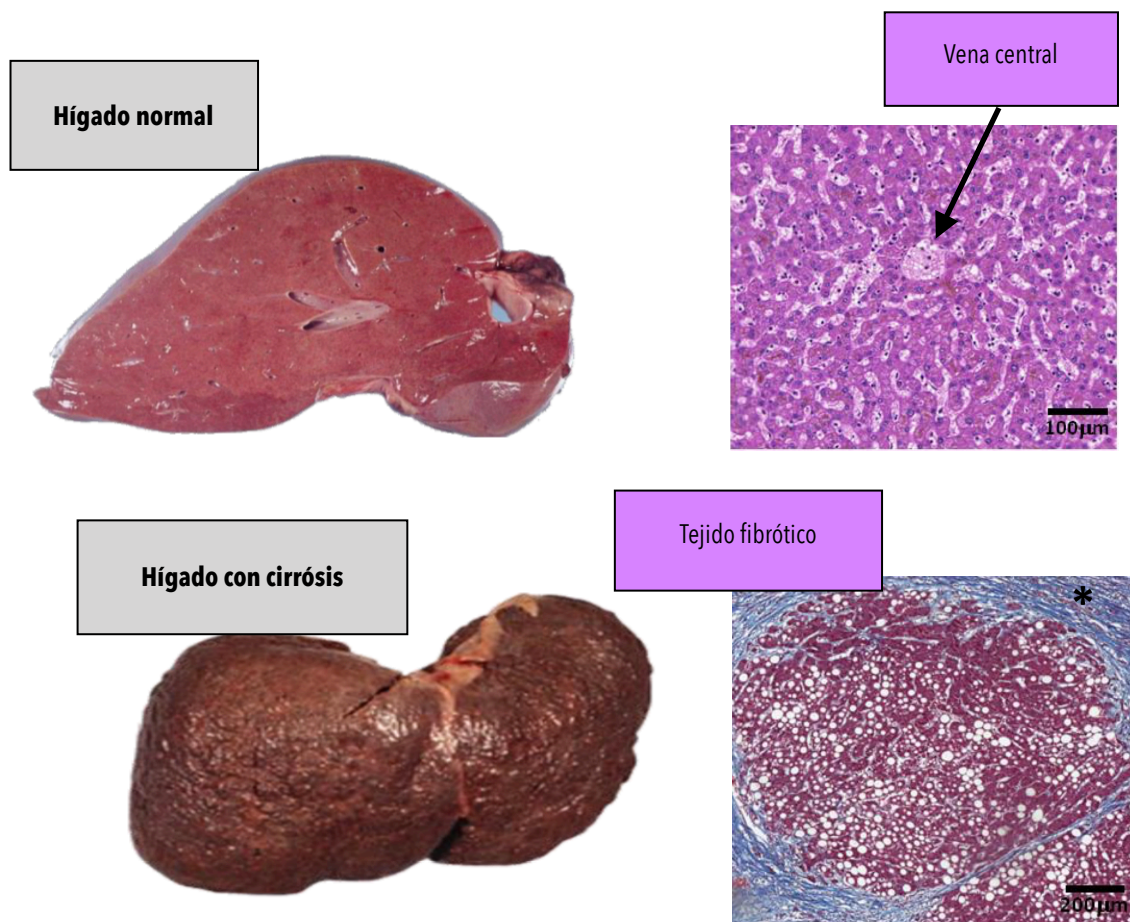 Vena central
Hígado normal
100µm
Tejido fibrótico
Hígado con cirrósis
*
200µm